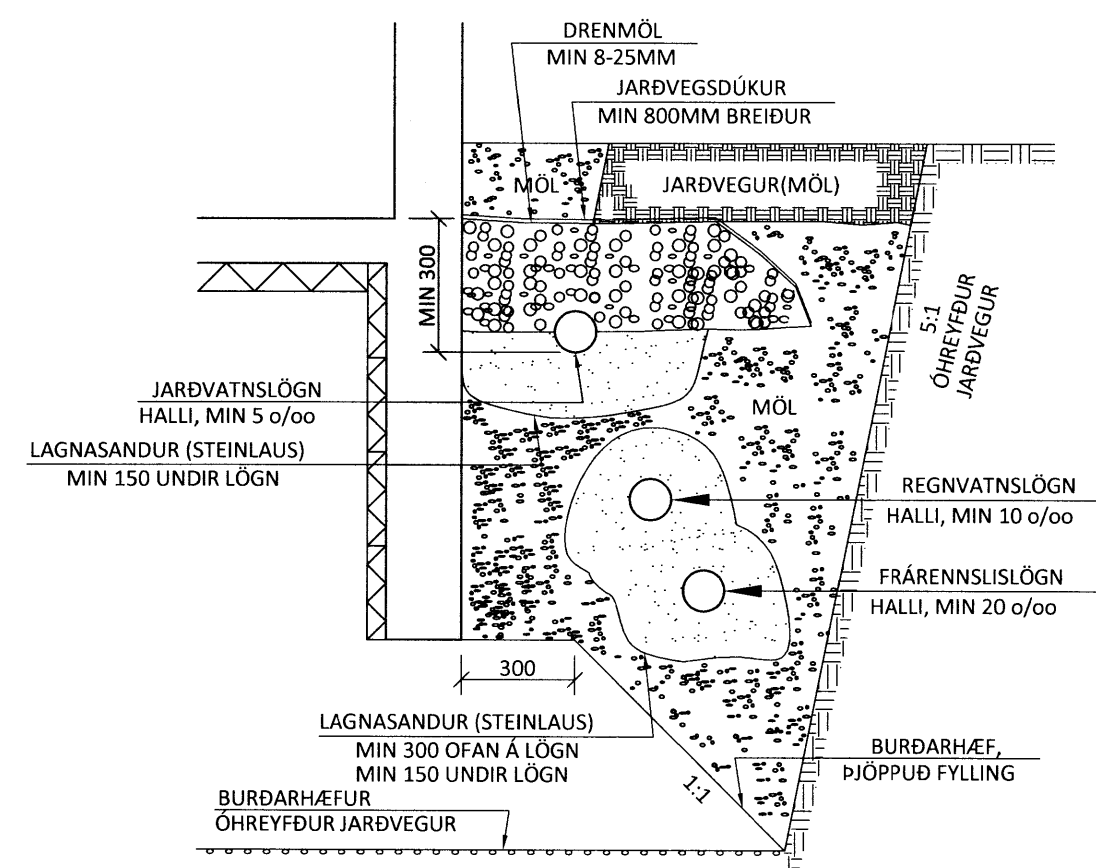 DRENMÖL
MIN 8-25MM
JARÐVEGSDÚKUR
MIN 800MM BREIÐUR
MÖL
JARÐVEGUR(MÖL)
MIN 300
5:1
ÓHREYFÐUR
JARÐVEGUR
JARÐVATNSLÖGN
HALLI, MIN 5 o/oo
MÖL
LAGNASANDUR (STEINLAUS)
MIN 150 UNDIR LÖGN
REGNVATNSLÖGN
HALLI, MIN 10 o/oo
FRÁRENNSLISLÖGN
HALLI, MIN 20 o/oo
300
LAGNASANDUR (STEINLAUS)
MIN 300 OFAN Á LÖGN
MIN 150 UNDIR LÖGN
BURÐARHÆF,
ÞJÖPPUÐ FYLLING
1:1
BURÐARHÆFUR
ÓHREYFÐUR JARÐVEGUR